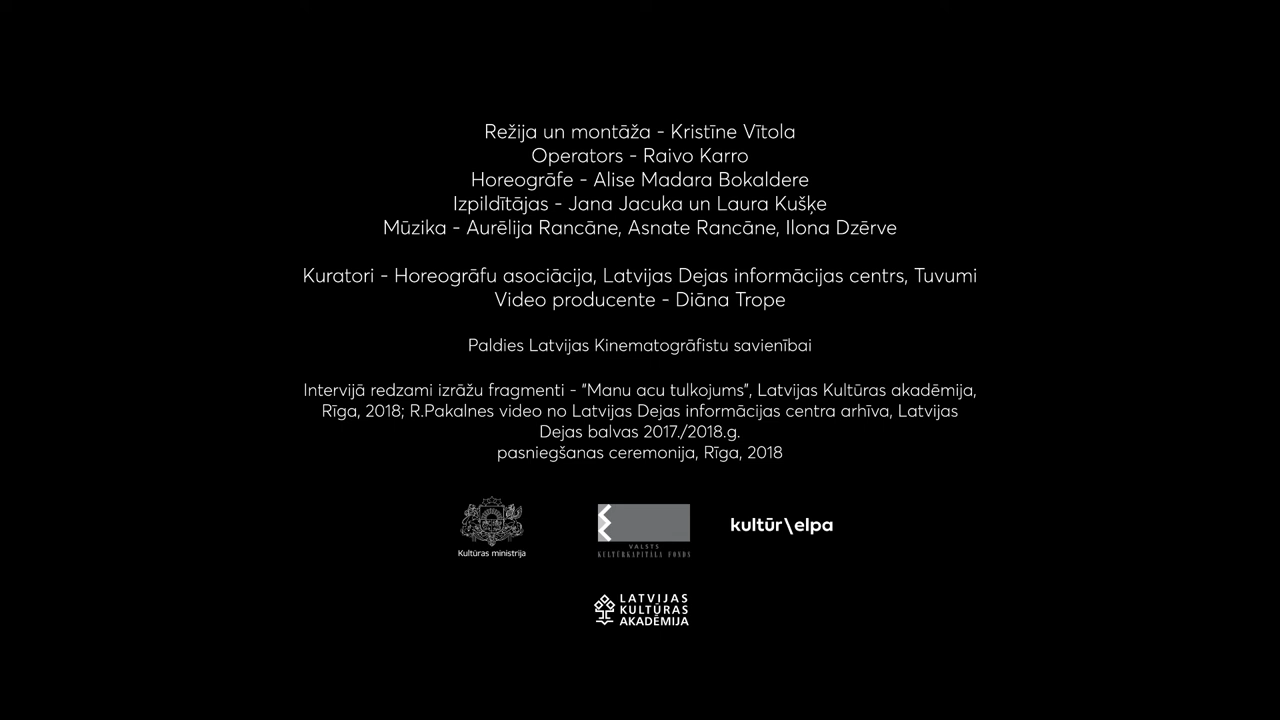 Režija un montāža - Kristīne Vītola
Operators - Raivo Karro
Horeogrāfe - Alise Madara Bokaldere
Izpildītājas - Jana Jacuka un Laura Kušķe
Mūzika - Aurēlija Rancāne, Asnate Rancāne, Ilona Dzērve
Kuratori - Horeogrāfu asociācija, Latvijas Dejas informācijas centrs, Tuvumi
Video producente - Diāna Trope
Paldies Latvijas Kinematogrāfistu savienībai
Intervijā redzami izrāžu fragmenti - "Manu acu tulkojums", Latvijas Kultūras akadēmija,
Rīga, 2018; R.Pakalnes video no Latvijas Dejas informācijas centra arhīva, Latvijas
Dejas balvas 2017./2018.g.
pasniegšanas ceremonija, Rīga, 2018
Kultūras ministrija
VALSTS
KULTŪRKAPITĀLA FONDS
kultūr\elpa
LATVIJAS
KULTŪRAS
AKADĒMIJA